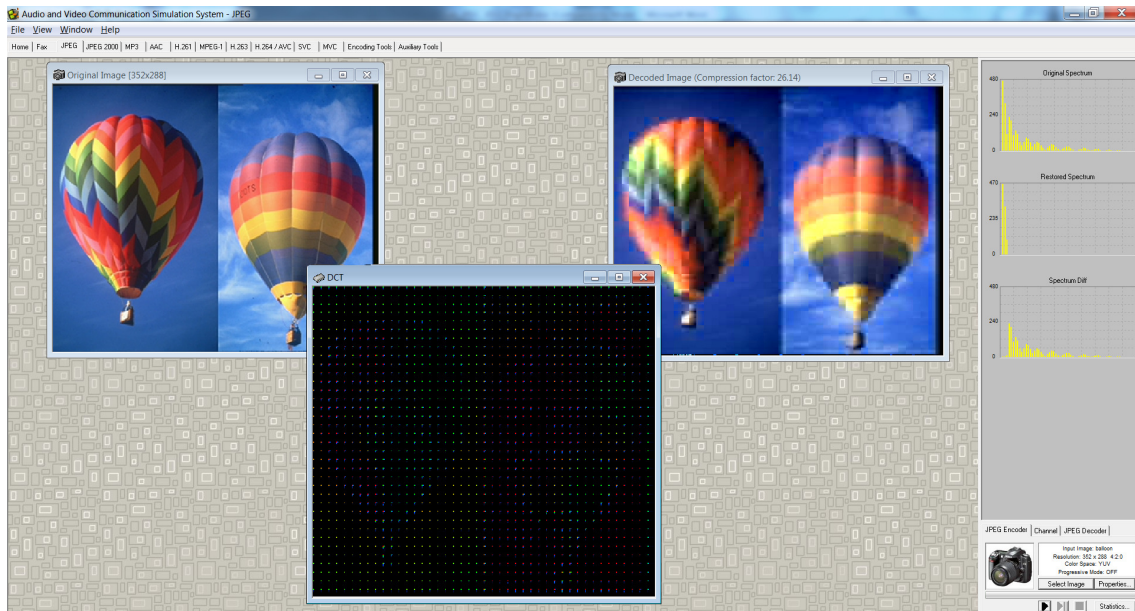 Audio and Video Communication Simulation System - JPEG
File View Window Help
Home Fax JPEG JPEG 2000 MP3 AAC H.261 MPEG-1 H.263 H.264 / AVC SVC MVC Encoding Tools Auxiliary Tools
Original Image [352x288]
Decoded Image (Compression factor: 26.14)
DCT
Original Spectrum
480
240
0
Restored Spectrum
470
235
0
Spectrum Diff
480
240
0
JPEG Encoder Channel JPEG Decoder
Input Image: balloon
Resolution: 352 x 288 4:2:0
Color Space: YUV
Progressive Mode: OFF
Select Image Properties...
Statistics...